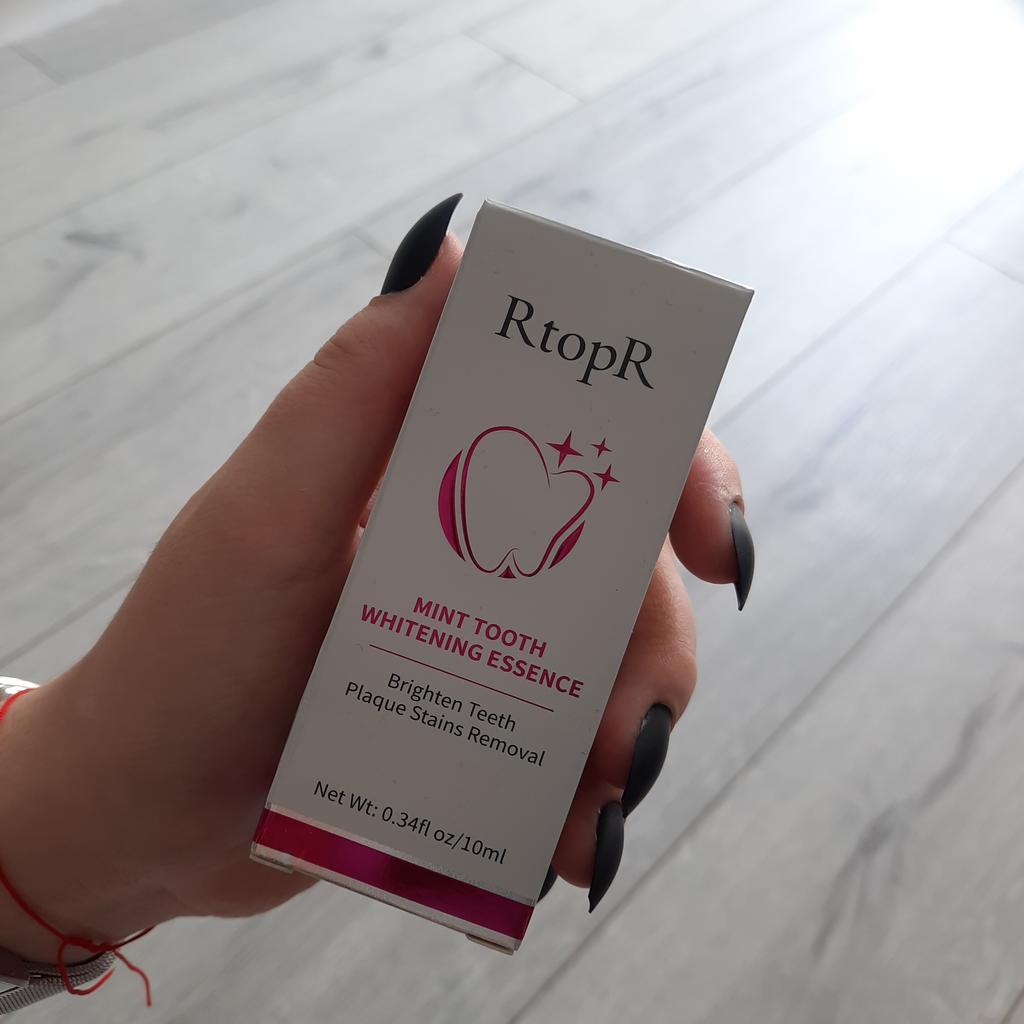 RtopR
MINT TOOTH
WHITENING ESSENCE
Brighten Teeth
Plaque Stains Removal
Net Wt: 0.34fl oz/10ml